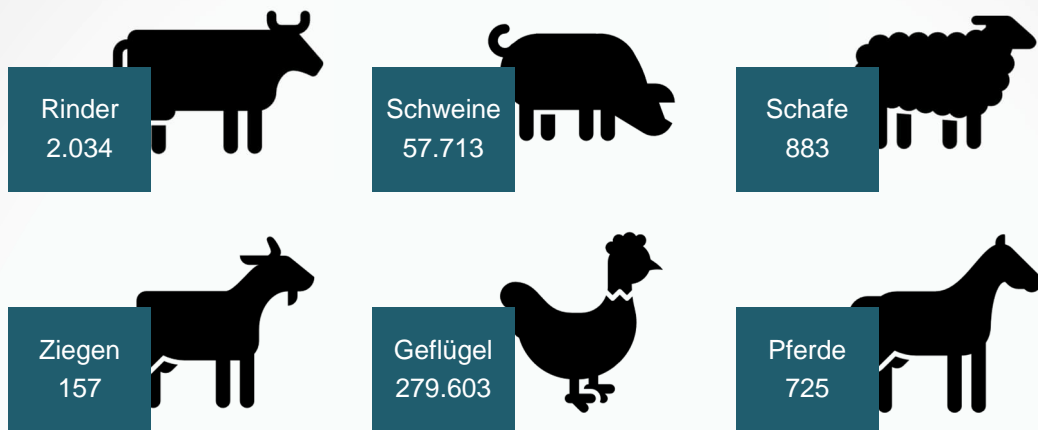 Rinder
2.034
Schweine
57.713
Schafe
883
Ziegen
157
Geflügel
279.603
Pferde
725